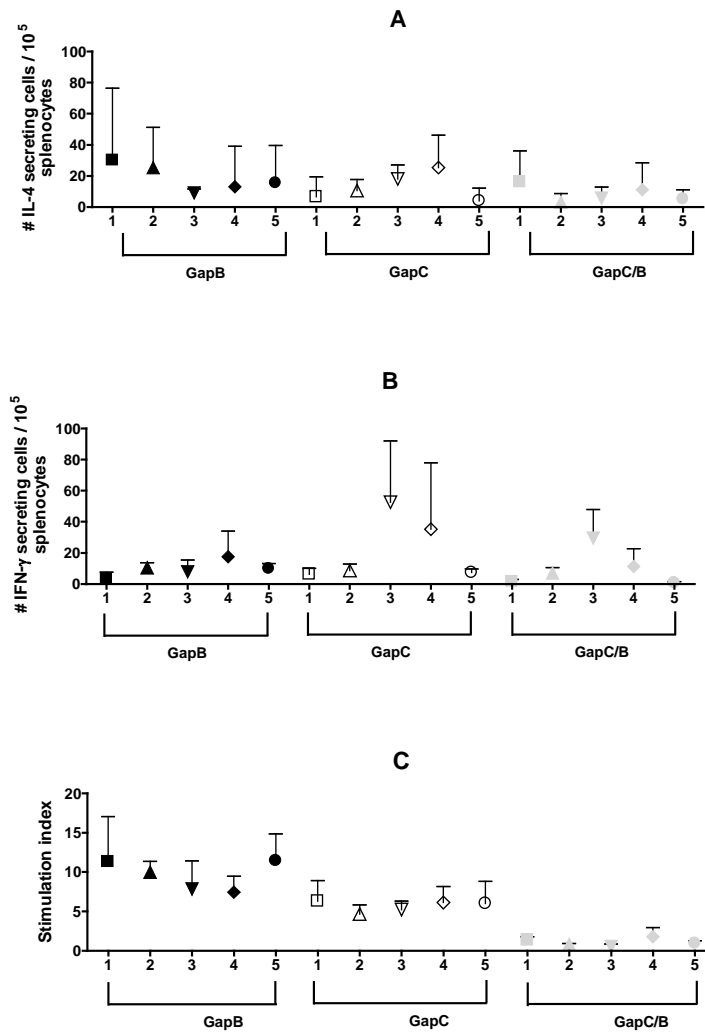 A
# IL-4 secreting cells / 10⁵
splenocytes
100
80
60
40
20
0
1 2 3 4 5 1 2 3 4 5 1 2 3 4 5
GapB GapC GapC/B
B
# IFN-γ secreting cells / 10⁵
splenocytes
100
80
60
40
20
0
1 2 3 4 5 1 2 3 4 5 1 2 3 4 5
GapB GapC GapC/B
C
Stimulation index
20
15
10
5
0
1 2 3 4 5 1 2 3 4 5 1 2 3 4 5
GapB GapC GapC/B